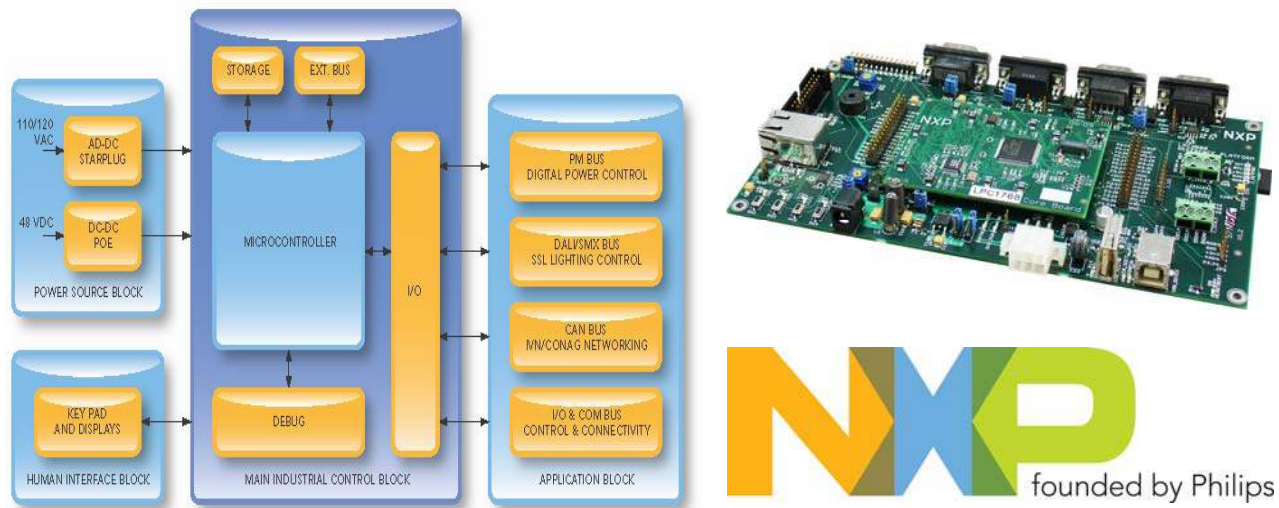 STORAGE
EXT. BUS
110/120
VAC
AD-DC
STARPLUG
48 VDC
DC-DC
POE
POWER SOURCE BLOCK
KEY PAD
AND DISPLAYS
HUMAN INTERFACE BLOCK
MICROCONTROLLER
I/O
DEBUG
MAIN INDUSTRIAL CONTROL BLOCK
PM BUS
DIGITAL POWER CONTROL
DALI/SMX BUS
SSL LIGHTING CONTROL
CAN BUS
IVN/CONAG NETWORKING
I/O & COM BUS
CONTROL & CONNECTIVITY
APPLICATION BLOCK
NXP
NXP
LPC1768
Core Board
NXP
founded by Philips